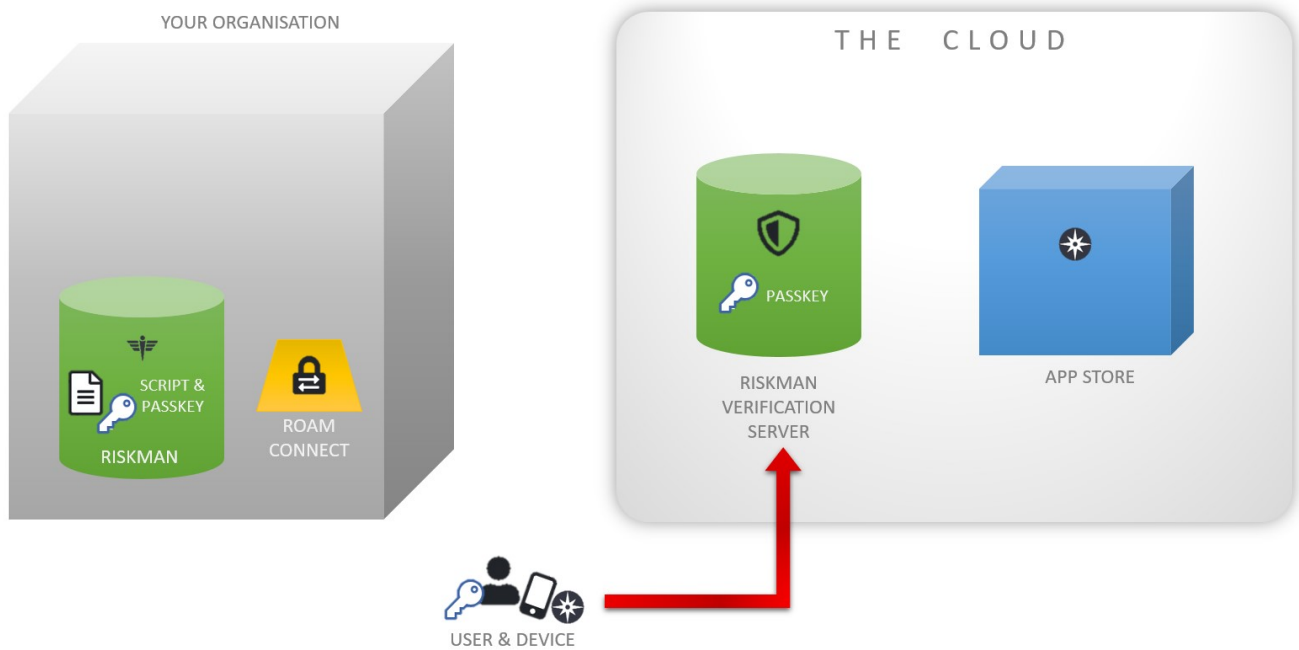 YOUR ORGANISATION
THE CLOUD
SCRIPT &
PASSKEY
RISKMAN
ROAM
CONNECT
PASSKEY
RISKMAN
VERIFICATION
SERVER
APP STORE
USER & DEVICE